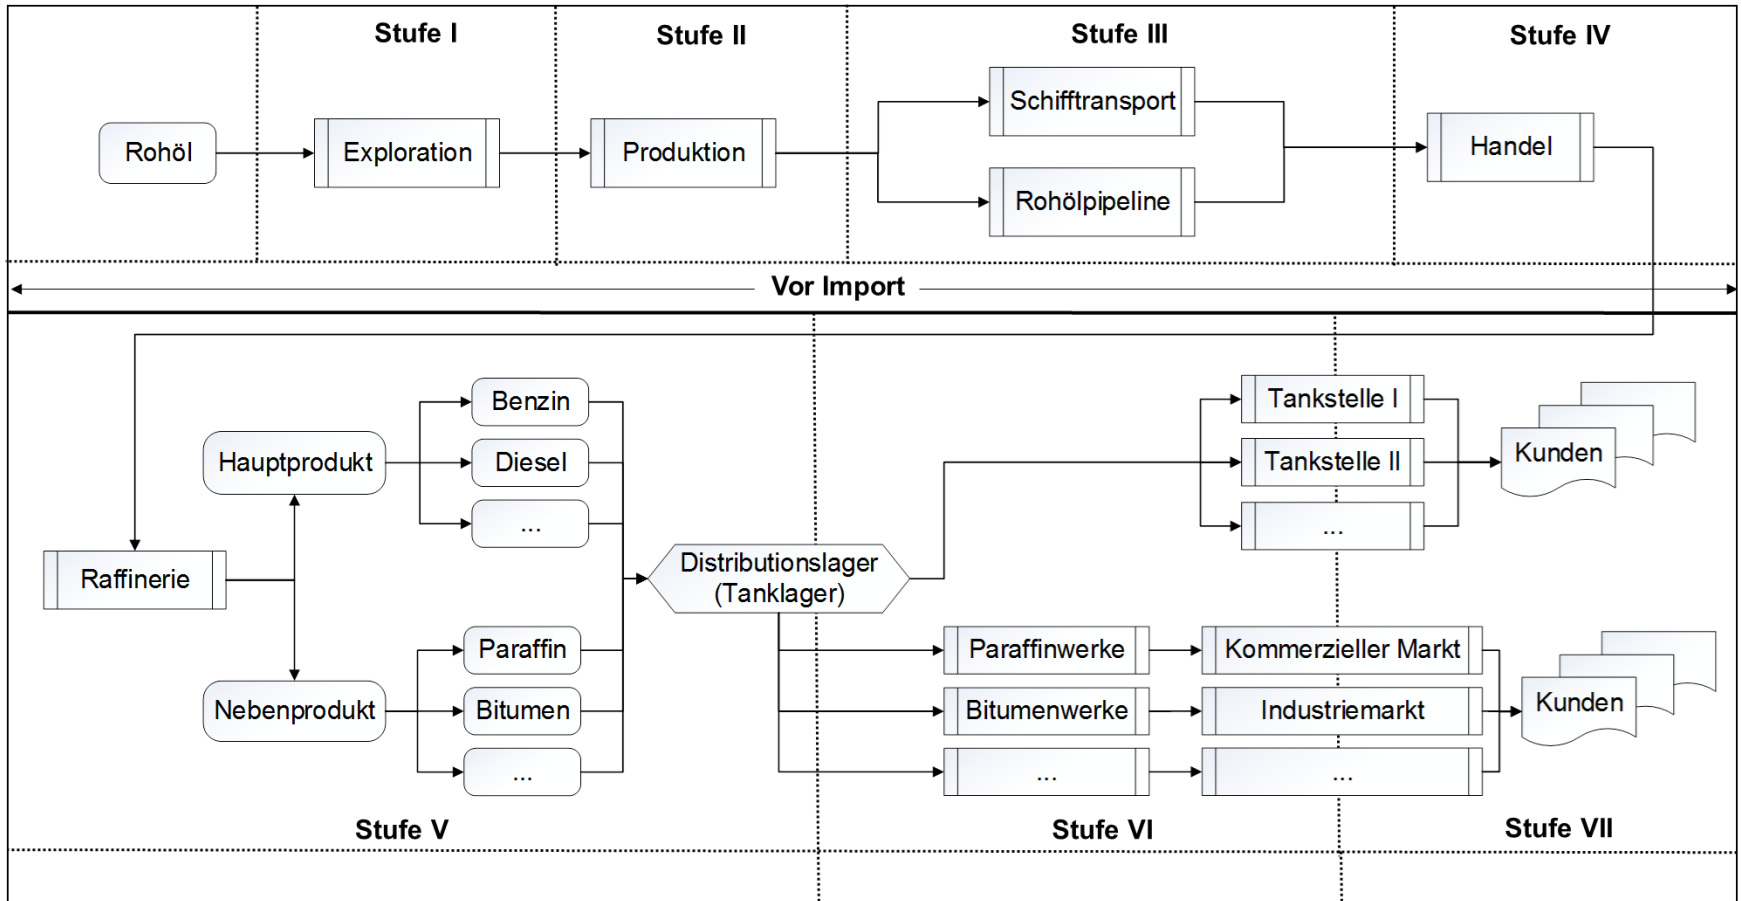 Stufe I
Stufe II
Stufe III
Stufe IV
Rohöl
Exploration
Produktion
Schifftransport
Rohölpipeline
Handel
Vor Import
Benzin
Hauptprodukt
Diesel
...
Raffinerie
Paraffin
Nebenprodukt
Bitumen
...
Distributionslager
(Tanklager)
Tankstelle I
Tankstelle II
...
Kunden
Paraffinwerke
Kommerzieller Markt
Bitumenwerke
Industriemarkt
...
...
Kunden
Stufe V
Stufe VI
Stufe VII